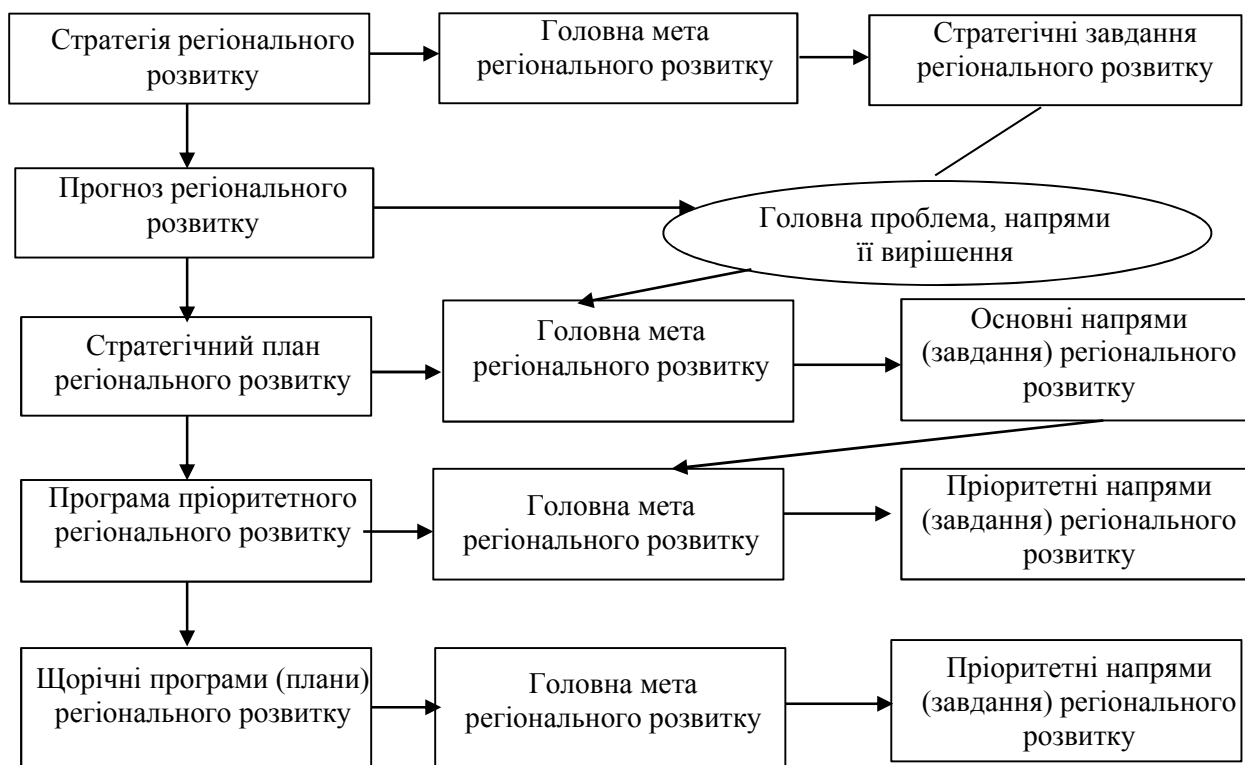 Стратегія регіонального
розвитку
Головна мета
регіонального розвитку
Стратегічні завдання
регіонального розвитку
Прогноз регіонального
розвитку
Головна проблема, напрями
її вирішення
Стратегічний план
регіонального розвитку
Головна мета
регіонального розвитку
Основні напрями
(завдання) регіонального
розвитку
Програма пріоритетного
регіонального розвитку
Головна мета
регіонального розвитку
Пріоритетні напрями
(завдання) регіонального
розвитку
Щорічні програми (плани)
регіонального розвитку
Головна мета
регіонального розвитку
Пріоритетні напрями
(завдання) регіонального
розвитку